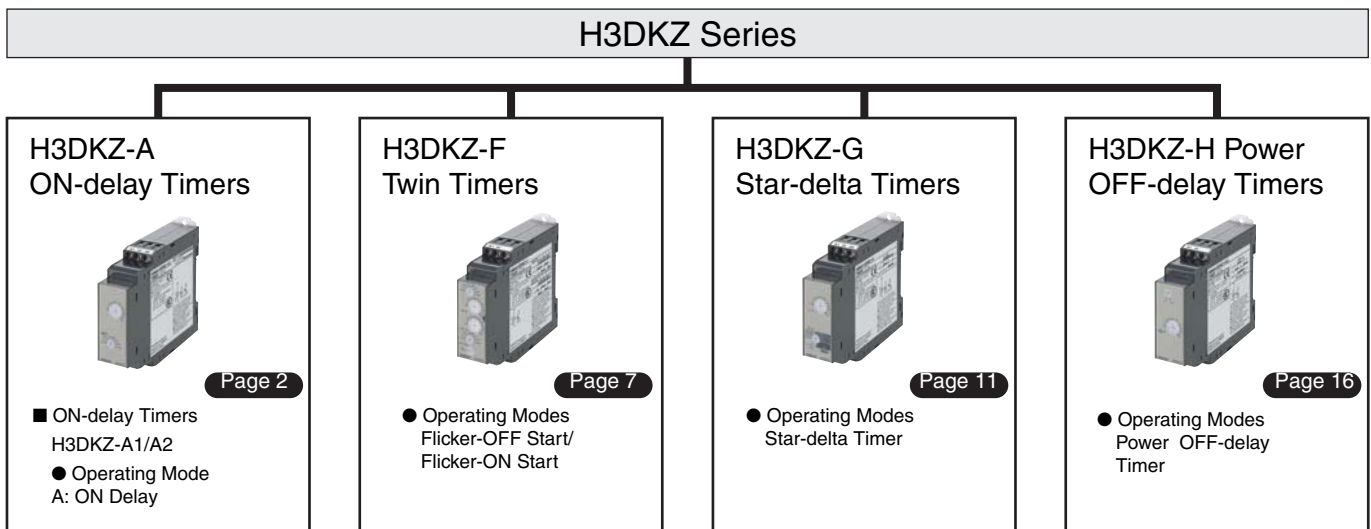 H3DKZ Series
H3DKZ-A
ON-delay Timers
Page 2
■ ON-delay Timers
H3DKZ-A1/A2
● Operating Mode
A: ON Delay
H3DKZ-F
Twin Timers
Page 7
● Operating Modes
Flicker-OFF Start/
Flicker-ON Start
H3DKZ-G
Star-delta Timers
Page 11
● Operating Modes
Star-delta Timer
H3DKZ-H Power
OFF-delay Timers
Page 16
● Operating Modes
Power OFF-delay
Timer